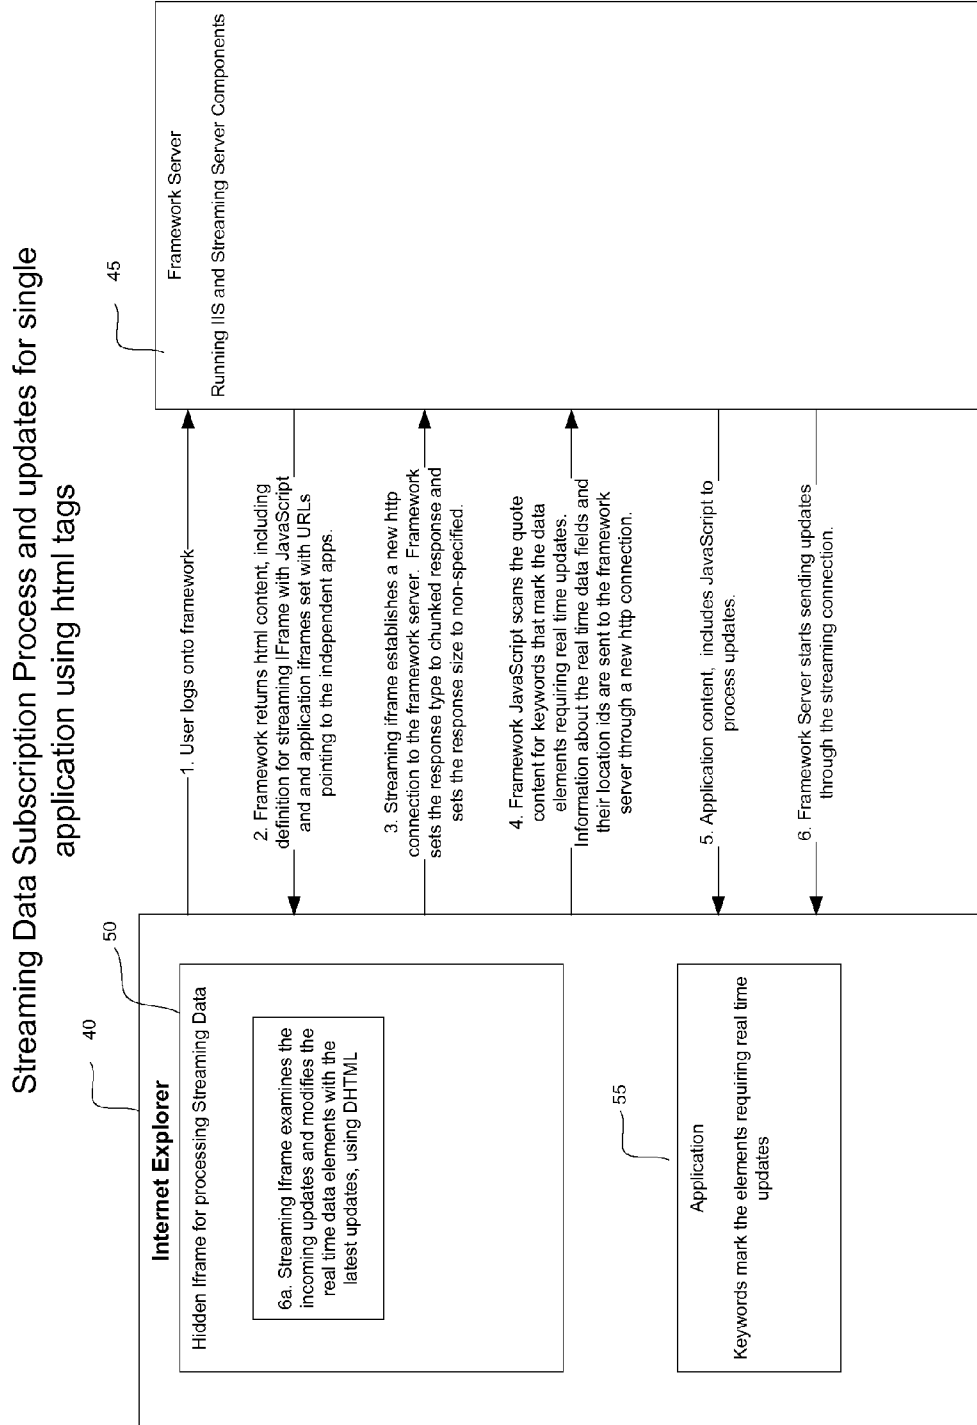 Streaming Data Subscription Process and updates for single
application using html tags
40
Internet Explorer
50
Hidden Iframe for processing Streaming Data
6a. Streaming Iframe examines the
incoming updates and modifies the
real time data elements with the
latest updates, using DHTML
55
Application
Keywords mark the elements requiring real time
updates
1. User logs onto framework
2. Framework returns html content, including
definition for streaming IFrame with JavaScript
and and application iframes set with URLs
pointing to the independent apps.
3. Streaming iframe establishes a new http
connection to the framework server. Framework
sets the response type to chunked response and
sets the response size to non-specified.
4. Framework JavaScript scans the quote
content for keywords that mark the data
elements requiring real time updates.
Information about the real time data fields and
their location ids are sent to the framework
server through a new http connection.
5. Application content, includes JavaScript to
process updates.
6. Framework Server starts sending updates
through the streaming connection.
45
Framework Server
Running IIS and Streaming Server Components